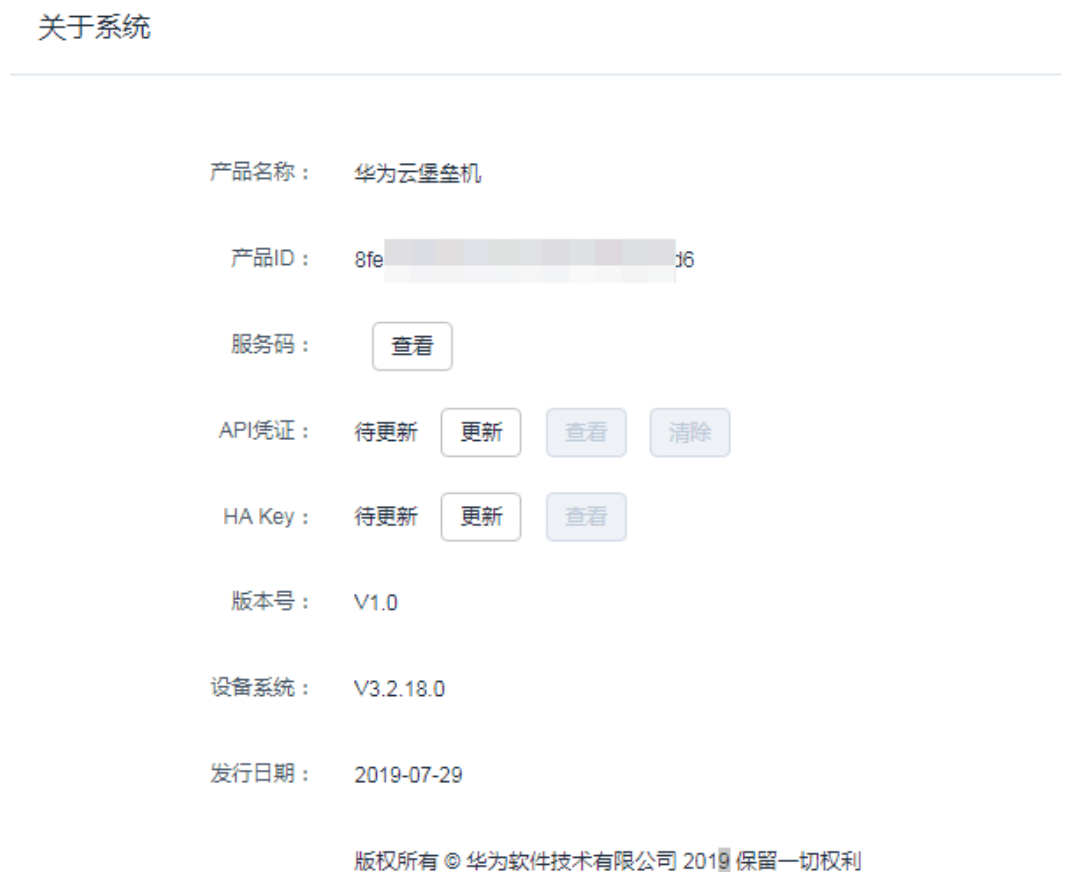 关于系统
产品名称： 华为云堡垒机
产品ID： 8fe d6
服务码： 查看
API凭证： 待更新 更新 查看 清除
HA Key： 待更新 更新 查看
版本号： V1.0
设备系统： V3.2.18.0
发行日期： 2019-07-29
版权所有 © 华为软件技术有限公司 2019 保留一切权利